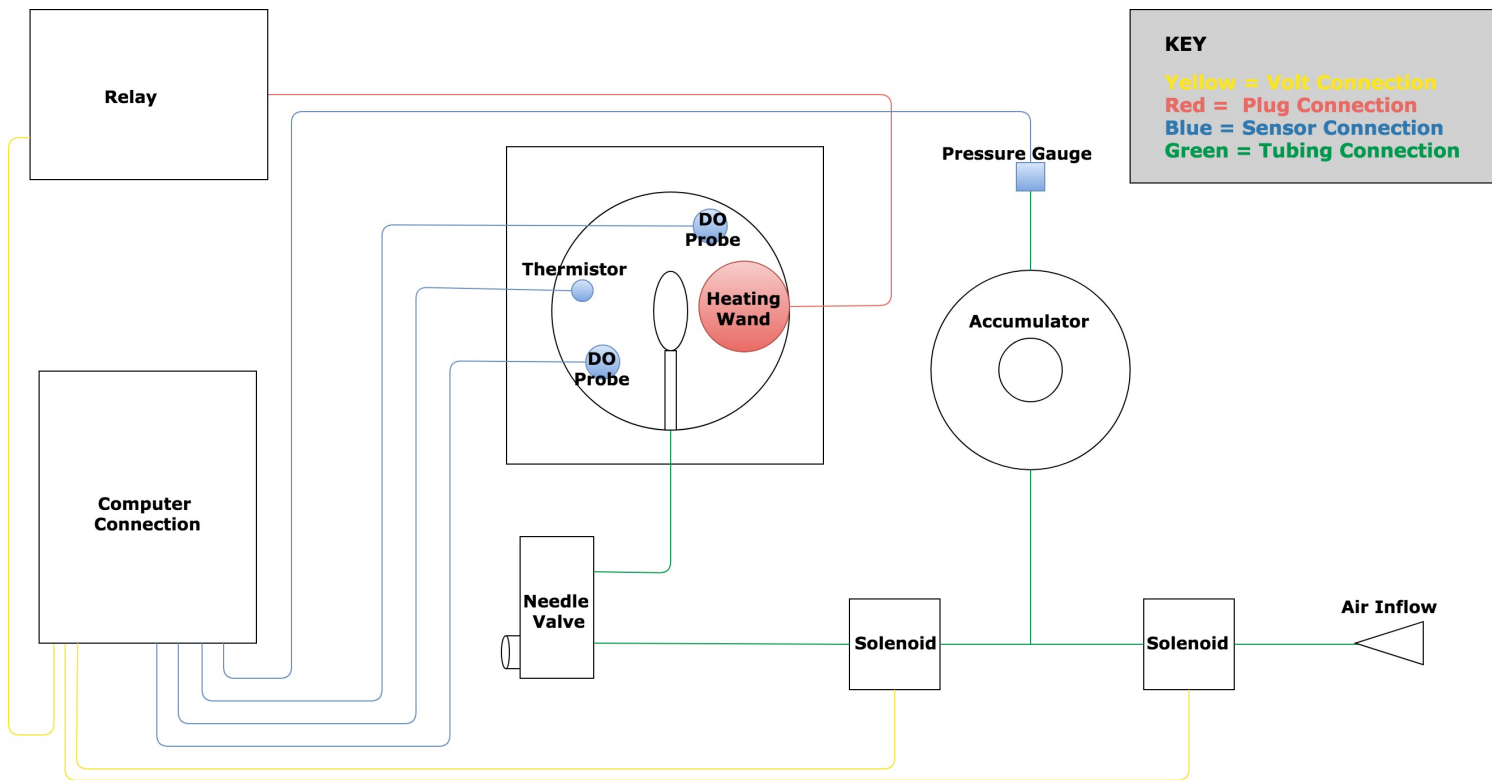 Relay
KEY
Yellow = Volt Connection
Red =  Plug Connection
Blue = Sensor Connection
Green = Tubing Connection
Pressure Gauge
DO
Probe
Thermistor
Heating
Wand
Accumulator
DO
Probe
Computer
Connection
Needle
Valve
Solenoid
Solenoid
Air Inflow